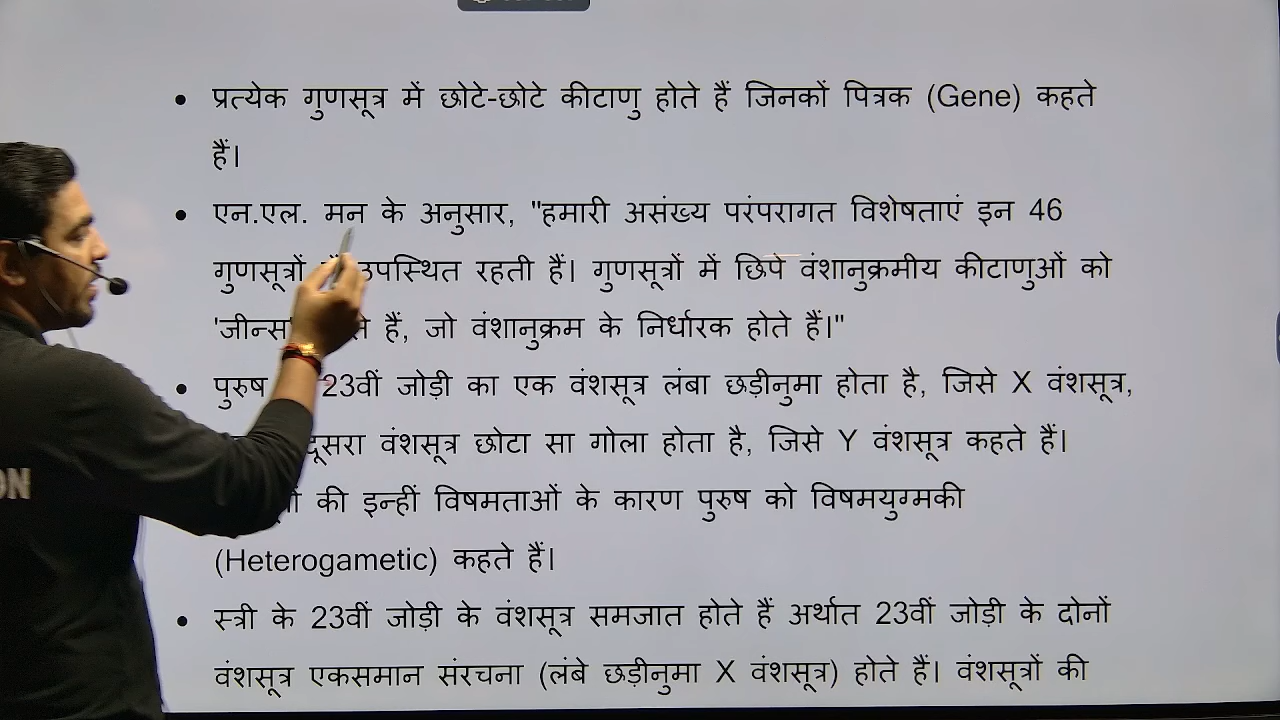 प्रत्येक गुणसूत्र में छोटे-छोटे कीटाणु होते हैं जिनकों पित्रक (Gene) कहते
हैं।
एन.एल. मन के अनुसार, "हमारी असंख्य परंपरागत विशेषताएं इन 46
गुणसूत्रों उपस्थित रहती हैं। गुणसूत्रों में छिपे वंशानुक्रमीय कीटाणुओं को
'जीन्स' हैं, जो वंशानुक्रम के निर्धारक होते हैं।"
पुरुष 23वीं जोड़ी का एक वंशसूत्र लंबा छड़ीनुमा होता है, जिसे X वंशसूत्र,
दूसरा वंशसूत्र छोटा सा गोला होता है, जिसे Y वंशसूत्र कहते हैं।
की इन्हीं विषमताओं के कारण पुरुष को विषमयुग्मकी
(Heterogametic) कहते हैं।
स्त्री के 23वीं जोड़ी के वंशसूत्र समजात होते हैं अर्थात 23वीं जोड़ी के दोनों
वंशसूत्र एकसमान संरचना (लंबे छड़ीनुमा X वंशसूत्र) होते हैं। वंशसूत्रों की